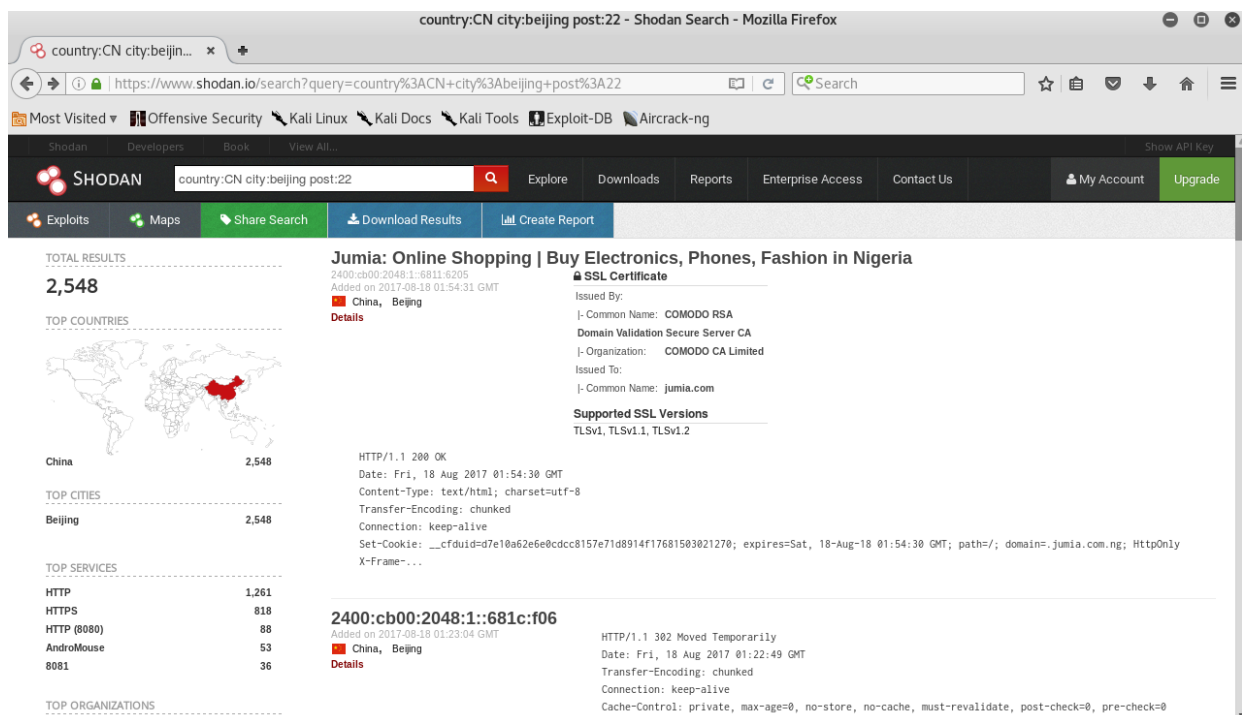 country:CN city:beijing post:22 - Shodan Search - Mozilla Firefox
country:CN city:beijin...
https://www.shodan.io/search?query=country%3ACN+city%3Abeijing+post%3A22
Search
Most Visited
Offensive Security
Kali Linux
Kali Docs
Kali Tools
Exploit-DB
Aircrack-ng
Shodan
Developers
Book
View All...
Show API Key
SHODAN
country:CN city:beijing post:22
Explore
Downloads
Reports
Enterprise Access
Contact Us
My Account
Upgrade
Exploits
Maps
Share Search
Download Results
Create Report
TOTAL RESULTS
2,548
TOP COUNTRIES
China 2,548
TOP CITIES
Beijing 2,548
TOP SERVICES
HTTP 1,261
HTTPS 818
HTTP (8080) 88
AndroMouse 53
8081 36
TOP ORGANIZATIONS
Jumia: Online Shopping | Buy Electronics, Phones, Fashion in Nigeria
2400:cb00:2048:1::6811:6205
Added on 2017-08-18 01:54:31 GMT
China, Beijing
Details
SSL Certificate
Issued By:
|- Common Name: COMODO RSA
Domain Validation Secure Server CA
|- Organization: COMODO CA Limited
Issued To:
|- Common Name: jumia.com
Supported SSL Versions
TLSv1, TLSv1.1, TLSv1.2
HTTP/1.1 200 OK
Date: Fri, 18 Aug 2017 01:54:30 GMT
Content-Type: text/html; charset=utf-8
Transfer-Encoding: chunked
Connection: keep-alive
Set-Cookie: __cfduid=d7e10a62e6e0cdcc8157e71d8914f17681503021270; expires=Sat, 18-Aug-18 01:54:30 GMT; path=/; domain=.jumia.com.ng; HttpOnly
X-Frame-...
2400:cb00:2048:1::681c:f06
Added on 2017-08-18 01:23:04 GMT
China, Beijing
Details
HTTP/1.1 302 Moved Temporarily
Date: Fri, 18 Aug 2017 01:22:49 GMT
Transfer-Encoding: chunked
Connection: keep-alive
Cache-Control: private, max-age=0, no-store, no-cache, must-revalidate, post-check=0, pre-check=0